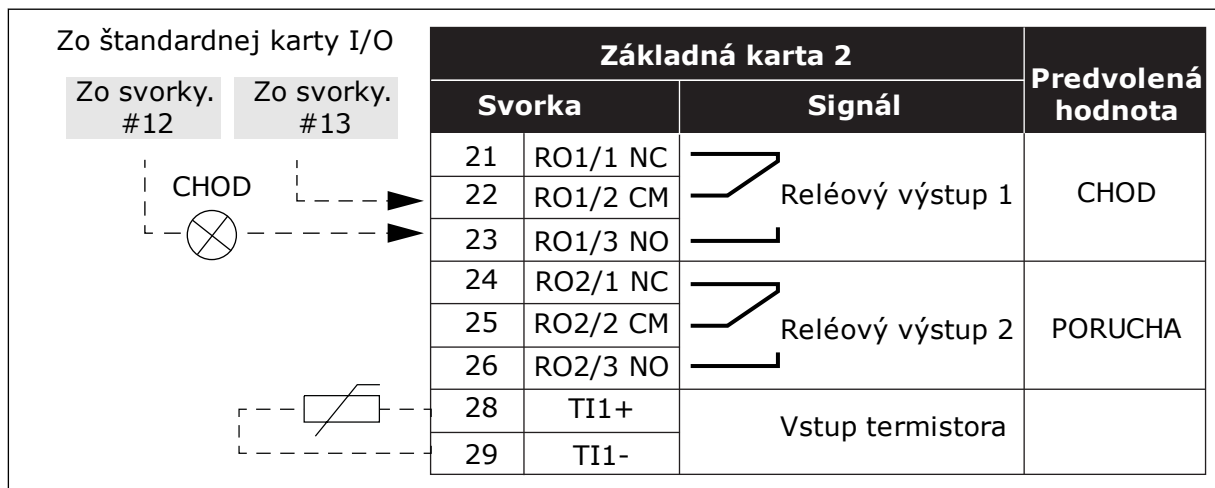 Zo štandardnej karty I/O
Zo svorky. #12
Zo svorky. #13
CHOD
Základná karta 2
Predvolená hodnota
Svorka
Signál
21 RO1/1 NC
22 RO1/2 CM Reléový výstup 1 CHOD
23 RO1/3 NO
24 RO2/1 NC
25 RO2/2 CM Reléový výstup 2 PORUCHA
26 RO2/3 NO
28 TI1+ Vstup termistora
29 TI1-